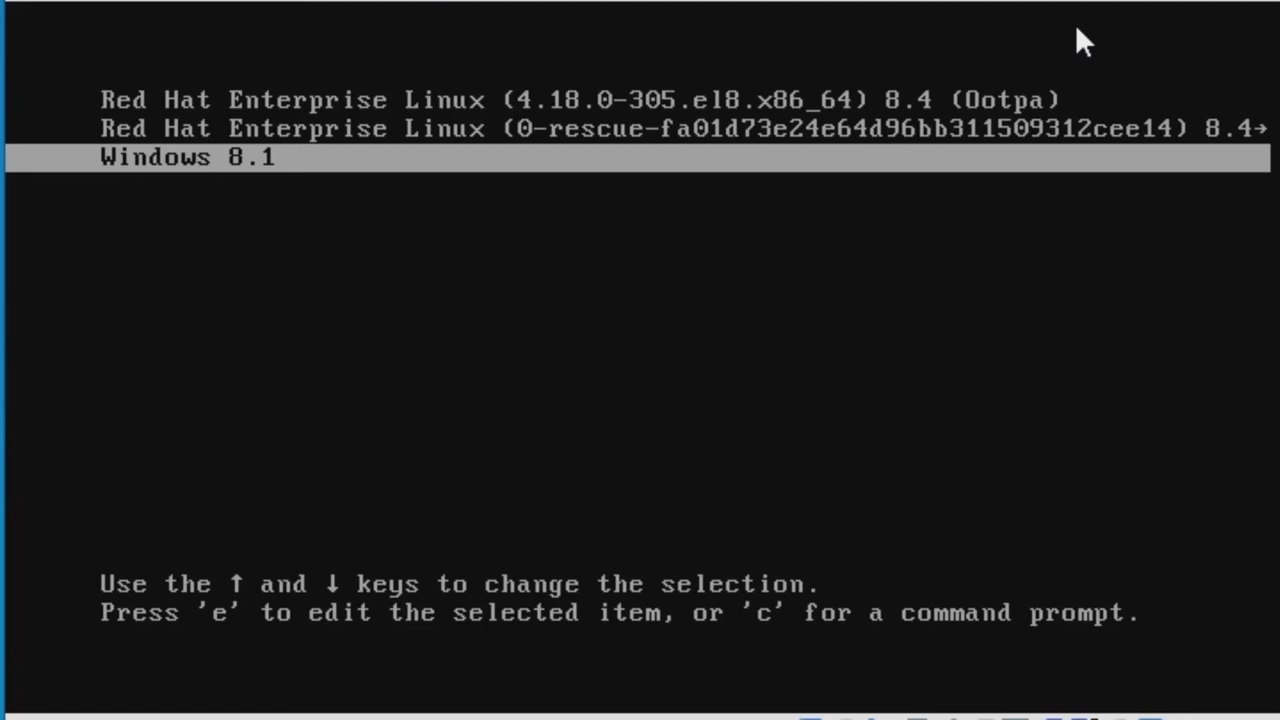 Red Hat Enterprise Linux (4.18.0-305.el8.x86_64) 8.4 (Ootpa)
Red Hat Enterprise Linux (0-rescue-fa01d73e24e64d96bb311509312cee14) 8.4→
Windows 8.1
Use the ↑ and ↓ keys to change the selection.
Press 'e' to edit the selected item, or 'c' for a command prompt.